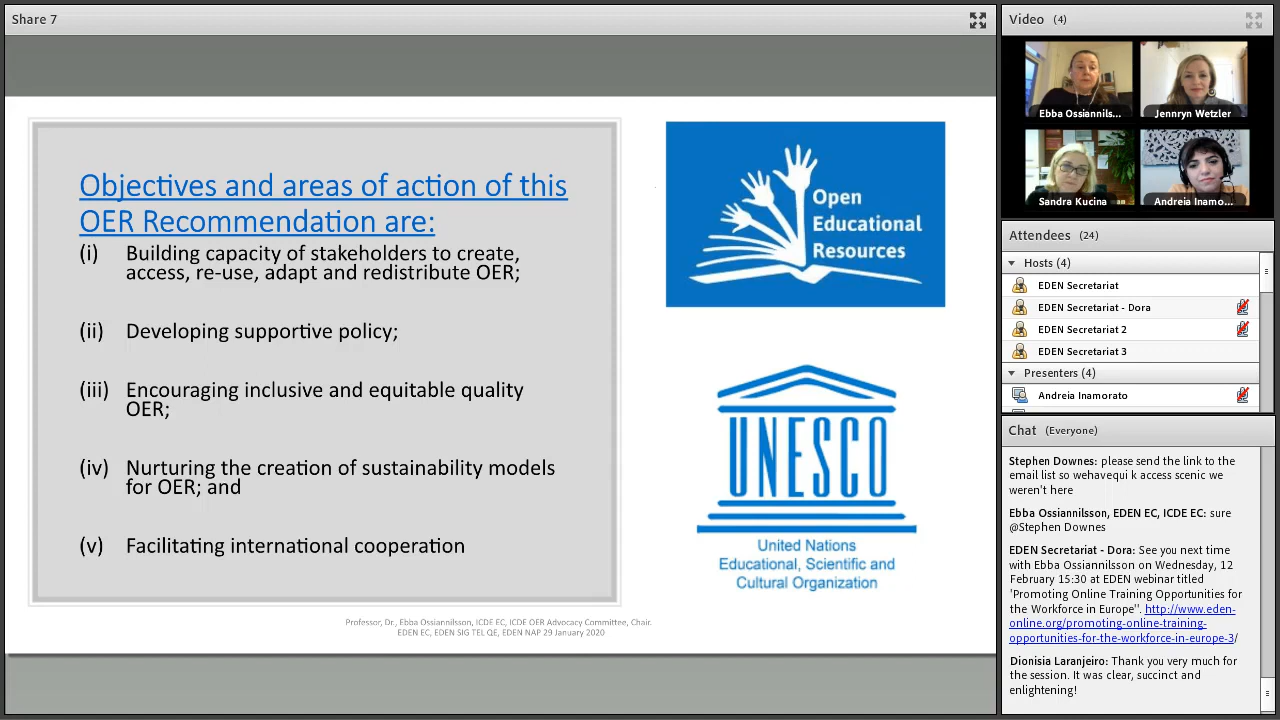 Share 7
Objectives and areas of action of this
OER Recommendation are:
(i) Building capacity of stakeholders to create,
access, re-use, adapt and redistribute OER;
(ii) Developing supportive policy;
(iii) Encouraging inclusive and equitable quality
OER;
(iv) Nurturing the creation of sustainability models
for OER; and
(v) Facilitating international cooperation
Open
Educational
Resources
UNESCO
United Nations
Educational, Scientific and
Cultural Organization
Professor, Dr., Ebba Ossiannilsson, ICDE EC, ICDE OER Advocacy Committee, Chair.
EDEN EC, EDEN SIG TEL QE, EDEN NAP 29 January 2020
Video (4)
Ebba Ossiannils...
Jennryn Wetzler
Sandra Kucina
Andreia Inamo...
Attendees (24)
Hosts (4)
EDEN Secretariat
EDEN Secretariat - Dora
EDEN Secretariat 2
EDEN Secretariat 3
Presenters (4)
Andreia Inamorato
Chat (Everyone)
Stephen Downes: please send the link to the
email list so wehavequi k access scenic we
weren't here
Ebba Ossiannilsson, EDEN EC, ICDE EC: sure
@Stephen Downes
EDEN Secretariat - Dora: See you next time
with Ebba Ossiannilsson on Wednesday, 12
February 15:30 at EDEN webinar titled
'Promoting Online Training Opportunities for
the Workforce in Europe". http://www.eden-
online.org/promoting-online-training-
opportunities-for-the-workforce-in-europe-3/
Dionisia Laranjeiro: Thank you very much for
the session. It was clear, succinct and
enlightening!